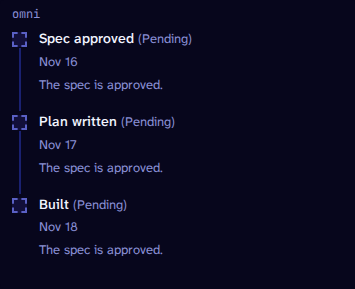 omni
Spec approved (Pending)
Nov 16
The spec is approved.
Plan written (Pending)
Nov 17
The spec is approved.
Built (Pending)
Nov 18
The spec is approved.